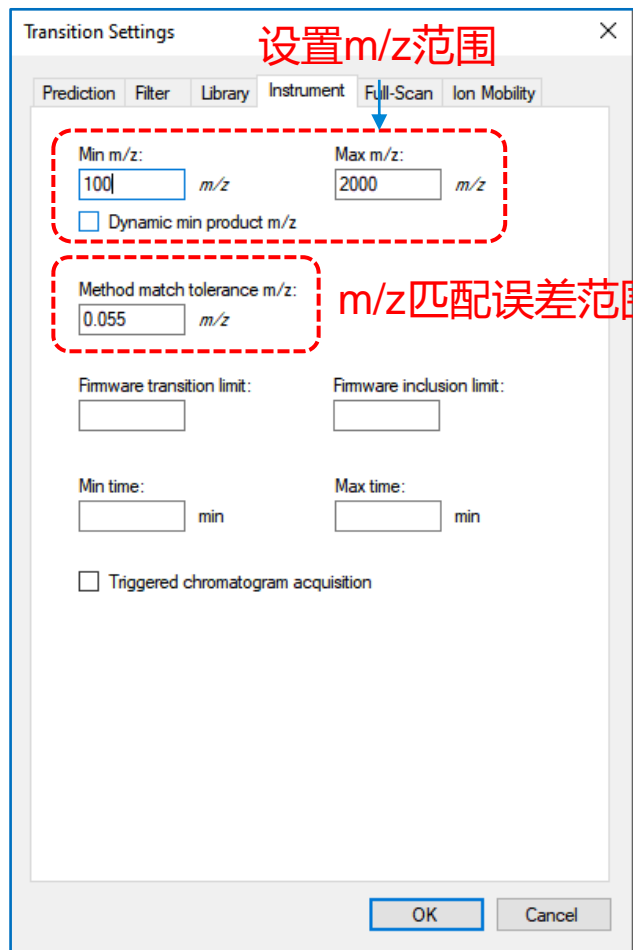 Transition Settings
设置m/z范围
Prediction Filter Library Instrument Full-Scan Ion Mobility
Min m/z: Max m/z:
100 m/z 2000 m/z
Dynamic min product m/z
Method match tolerance m/z:
0.055 m/z
m/z匹配误差范围
Firmware transition limit: Firmware inclusion limit:
Min time: Max time:
min min
Triggered chromatogram acquisition
OK Cancel